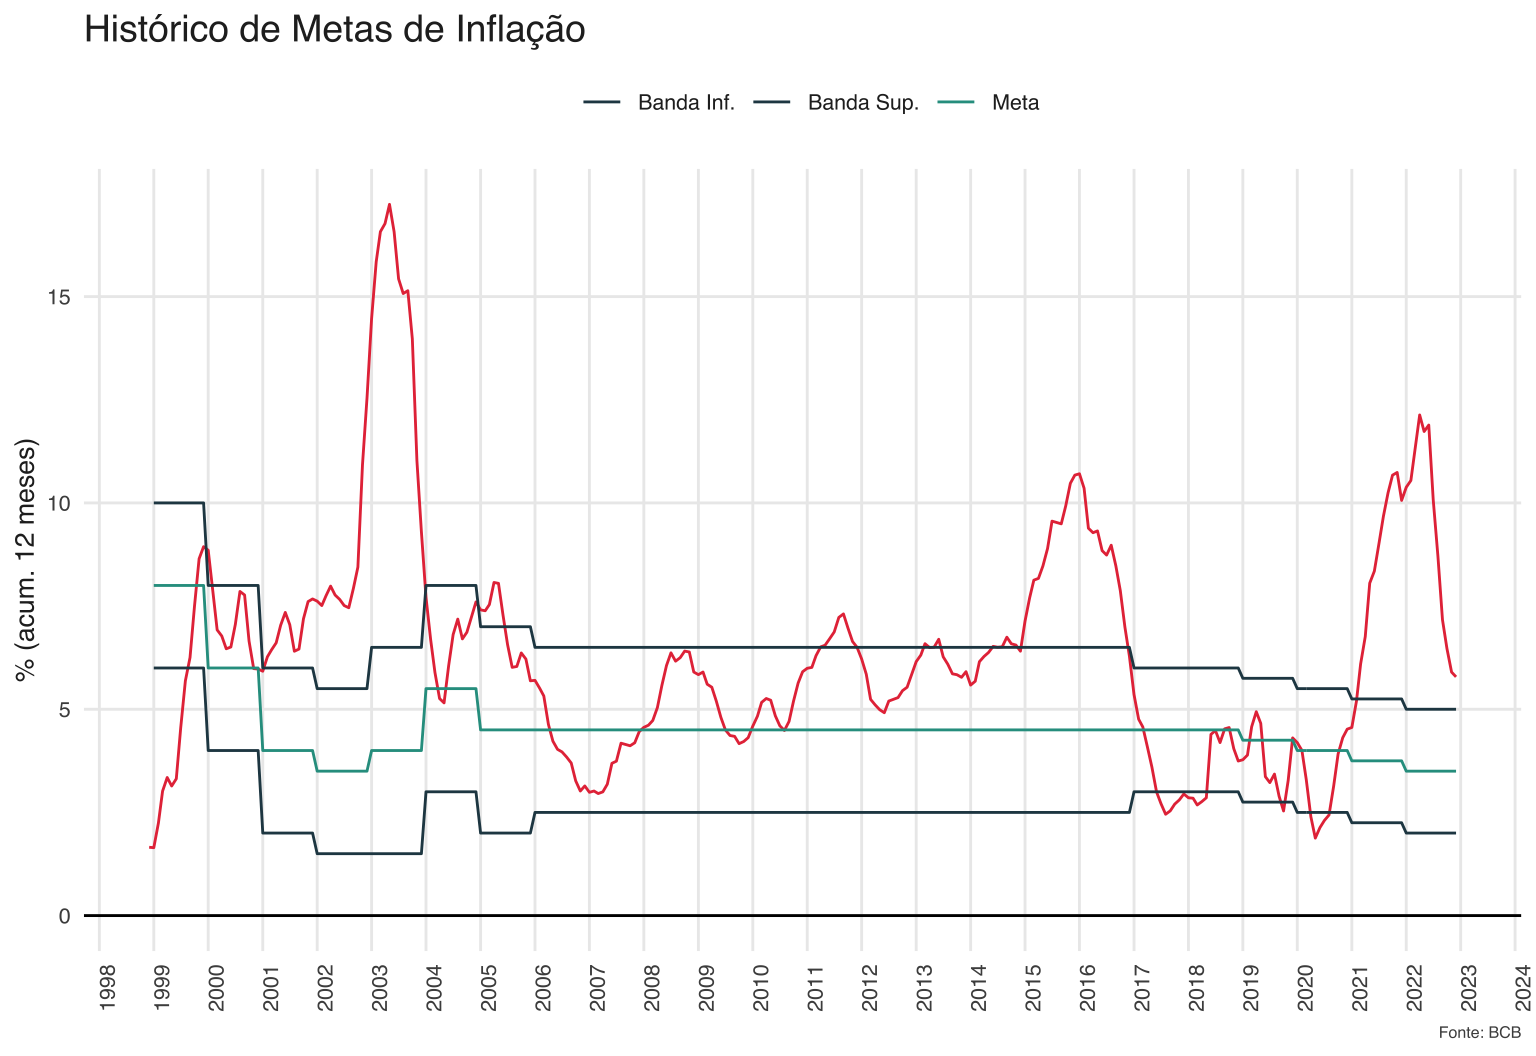 Histórico de Metas de Inflação
Banda Inf. Banda Sup. Meta
% (acum. 12 meses)
15
10
5
0
1998 1999 2000 2001 2002 2003 2004 2005 2006 2007 2008 2009 2010 2011 2012 2013 2014 2015 2016 2017 2018 2019 2020 2021 2022 2023 2024
Fonte: BCB